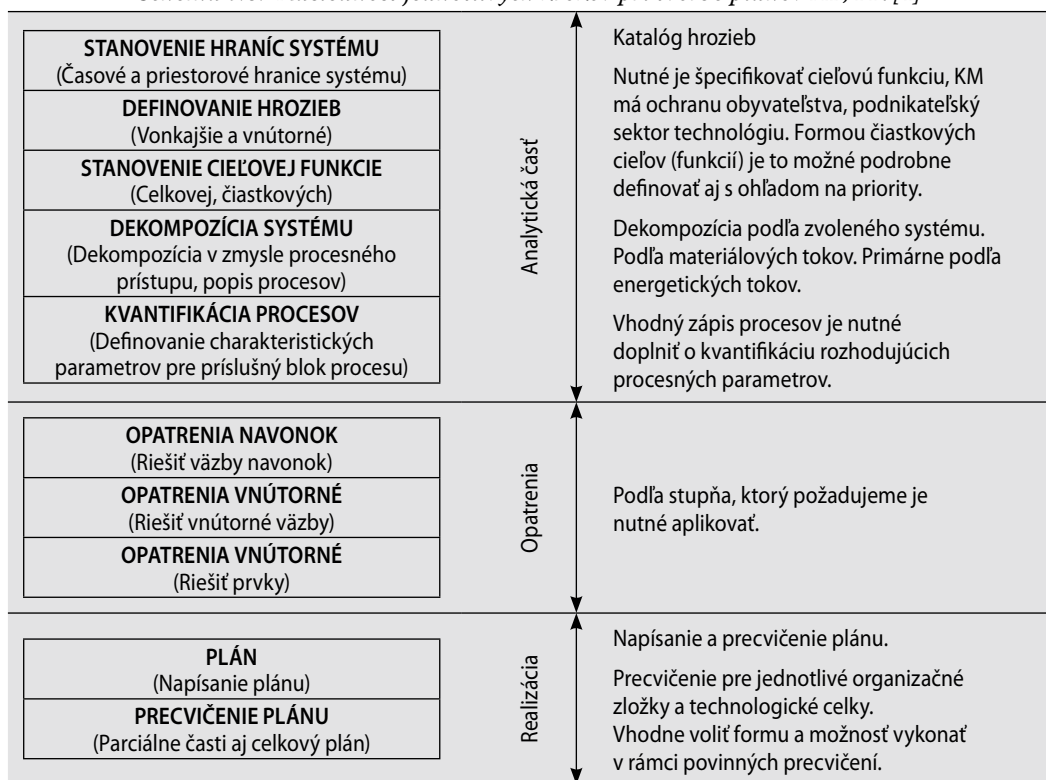 STANOVENIE HRANÍC SYSTÉMU
(Časové a priestorové hranice systému)
DEFINOVANIE HROZIEB
(Vonkajšie a vnútorné)
STANOVENIE CIEĽOVEJ FUNKCIE
(Celkovej, čiastkových)
DEKOMPOZÍCIA SYSTÉMU
(Dekompozícia v zmysle procesného
prístupu, popis procesov)
KVANTIFIKÁCIA PROCESOV
(Definovanie charakteristických
parametrov pre príslušný blok procesu)
Analytická časť
Katalóg hrozieb
Nutné je špecifikovať cieľovú funkciu, KM
má ochranu obyvateľstva, podnikateľský
sektor technológiu. Formou čiastkových
cieľov (funkcií) je to možné podrobne
definovať aj s ohľadom na priority.
Dekompozícia podľa zvoleného systému.
Podľa materiálových tokov. Primárne podľa
energetických tokov.
Vhodný zápis procesov je nutné
doplniť o kvantifikáciu rozhodujúcich
procesných parametrov.
OPATRENIA NAVONOK
(Riešiť väzby navonok)
OPATRENIA VNÚTORNÉ
(Riešiť vnútorné väzby)
OPATRENIA VNÚTORNÉ
(Riešiť prvky)
Opatrenia
Podľa stupňa, ktorý požadujeme je
nutné aplikovať.
PLÁN
(Napísanie plánu)
PRECVIČENIE PLÁNU
(Parciálne časti aj celkový plán)
Realizácia
Napísanie a precvičenie plánu.
Precvičenie pre jednotlivé organizačné
zložky a technologické celky.
Vhodne voliť formu a možnosť vykonať
v rámci povinných precvičení.